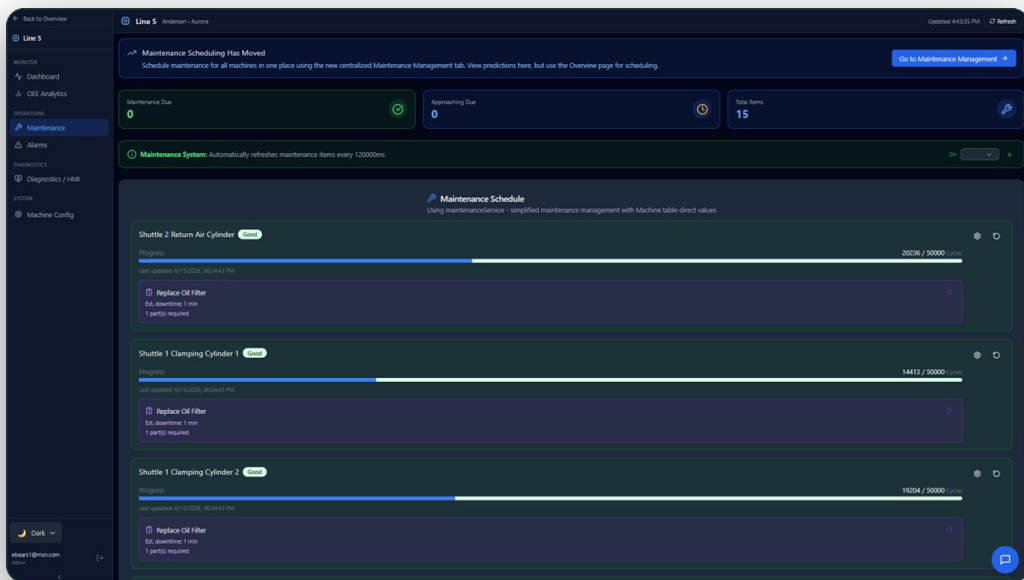 Back to Overview
Line 5
MONITOR
Dashboard
OEE Analytics
OPERATIONS
Maintenance
Alarms
DIAGNOSTICS
Diagnostics / HMI
SYSTEM
Machine Config
Dark
ebaars1@msn.com
Admin
Line 5 Andersen • Aurora
Updated 4:43:35 PM Refresh
Maintenance Scheduling Has Moved
Schedule maintenance for all machines in one place using the new centralized Maintenance Management tab. View predictions here, but use the Overview page for scheduling.
Go to Maintenance Management
Maintenance Due
0
Approaching Due
0
Total Items
15
Maintenance System: Automatically refreshes maintenance items every 120000ms
2m
Maintenance Schedule
Using maintenanceService - simplified maintenance management with Machine table direct values
Shuttle 2 Return Air Cylinder Good
Progress 20236 / 50000 Cycles
Last updated: 6/15/2026, 06:24:43 PM
Replace Oil Filter
Est. downtime: 1 min
1 part(s) required
Shuttle 1 Clamping Cylinder 1 Good
Progress 14413 / 50000 Cycles
Last updated: 6/15/2026, 06:24:43 PM
Replace Oil Filter
Est. downtime: 1 min
1 part(s) required
Shuttle 1 Clamping Cylinder 2 Good
Progress 19204 / 50000 Cycles
Last updated: 6/15/2026, 06:24:43 PM
Replace Oil Filter
Est. downtime: 1 min
1 part(s) required